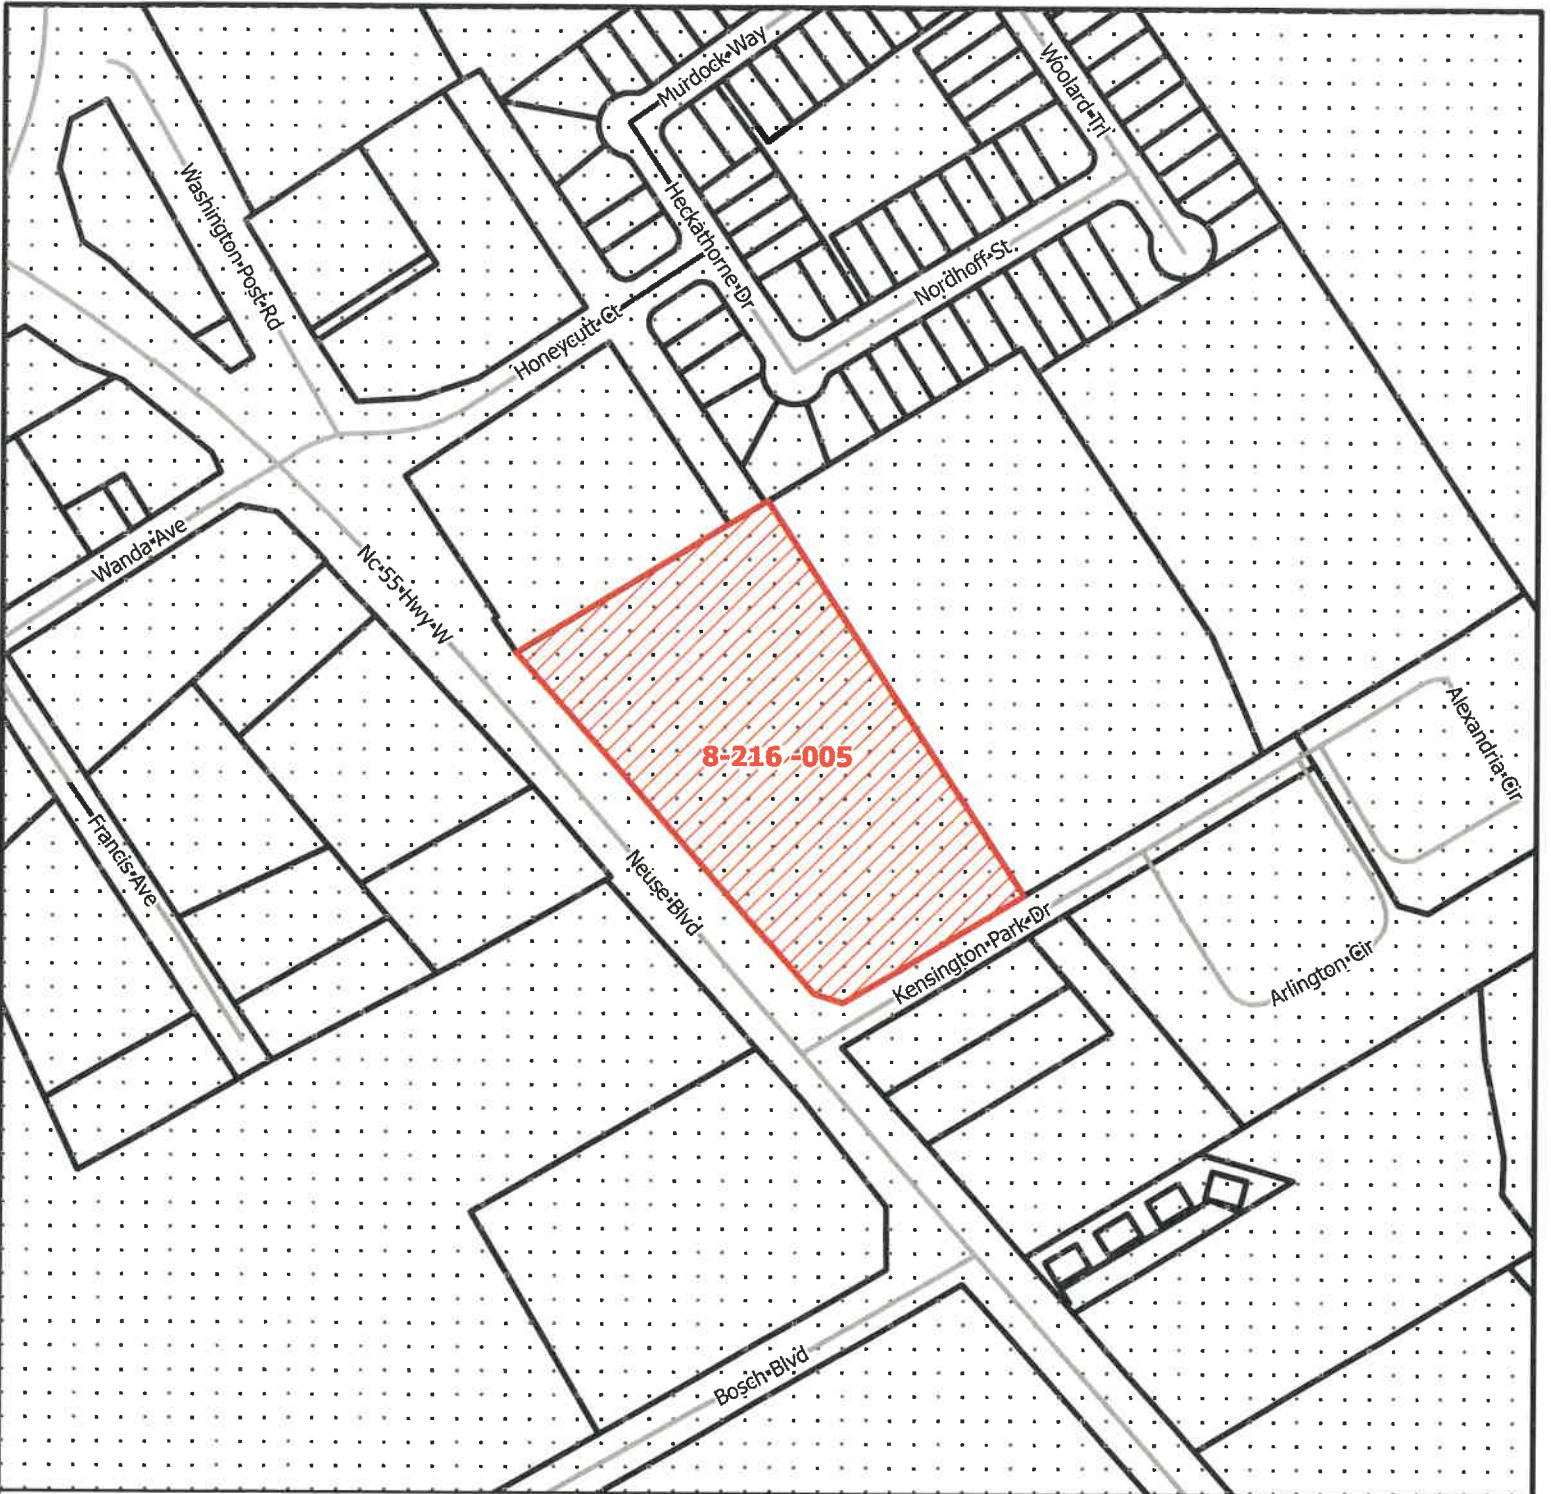 Murdock Way
Woolard Trl
Washington Post Rd
Heckathorne Dr
Nordhoff St
Honeycutt Ct
Wanda Ave
Nc 55 Hwy W
8-216 -005
Alexandria Cir
Francis Ave
Neuse Blvd
Kensington Park Dr
Arlington Cir
Bosch Blvd